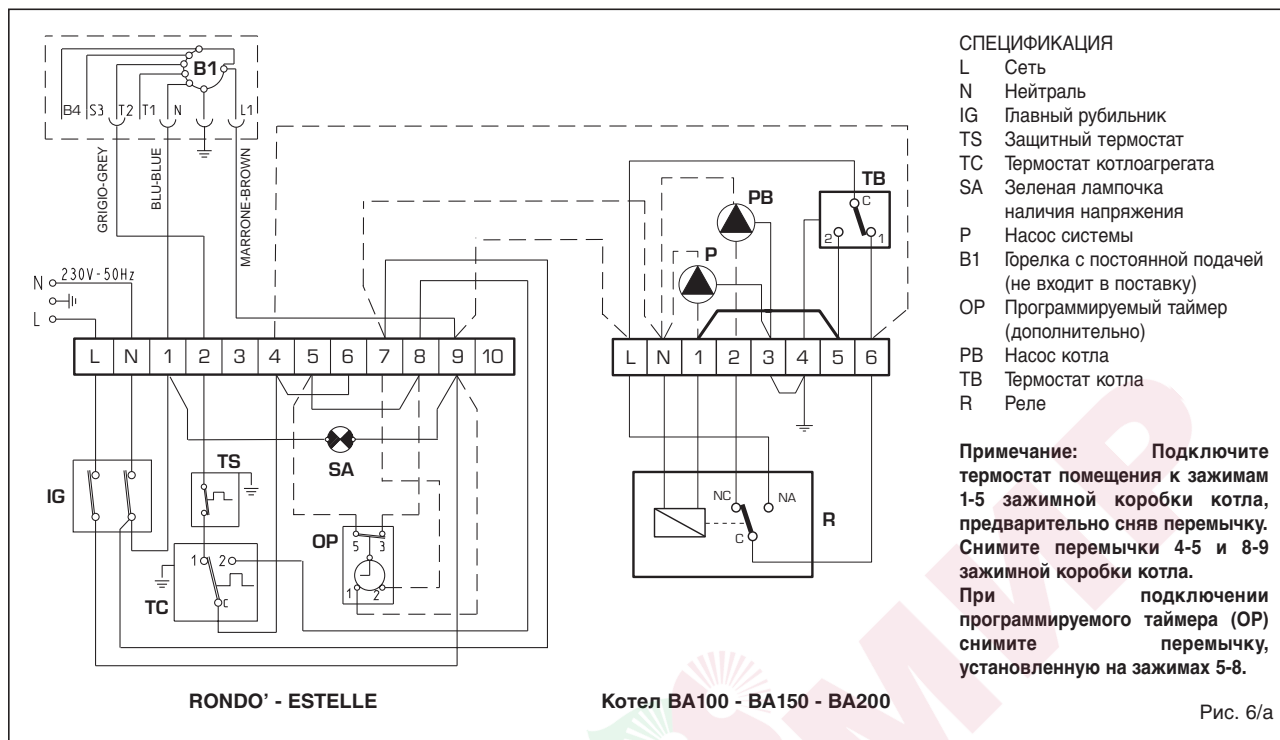 B1
B4 S3 T2 T1 N L1
GRIGIO-GREY
BLU-BLUE
MARRONE-BROWN
N 230V-50Hz
L
L N 1 2 3 4 5 6 7 8 9 10
IG
TS
SA
OP
5 3
1 2
TC
1 2
C
RONDO’ - ESTELLE
PB
P
TB
C
2 1
L N 1 2 3 4 5 6
NC NA
C
R
Котел BA100 - BA150 - BA200
СПЕЦИФИКАЦИЯ
L Сеть
N Нейтраль
IG Главный рубильник
TS Защитный термостат
TC Термостат котлоагрегата
SA Зеленая лампочка
наличия напряжения
P Насос системы
B1 Горелка с постоянной подачей
(не входит в поставку)
OP Программируемый таймер
(дополнительно)
PB Насос котла
TB Термостат котла
R Реле
Примечание: Подключите
термостат помещения к зажимам
1-5 зажимной коробки котла,
предварительно сняв перемычку.
Снимите перемычки 4-5 и 8-9
зажимной коробки котла.
При подключении
программируемого таймера (OP)
снимите перемычку,
установленную на зажимах 5-8.
Рис. 6/a